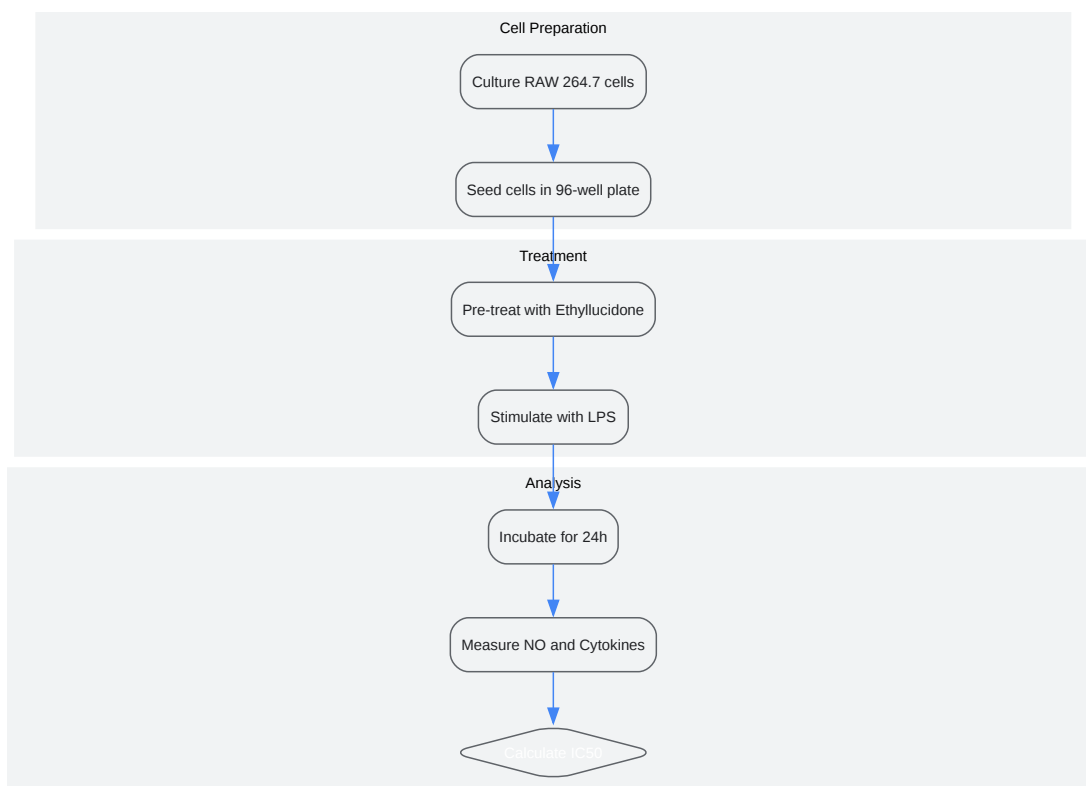 Cell Preparation
Culture RAW 264.7 cells
Seed cells in 96-well plate
Treatment
Pre-treat with Ethyllucidone
Stimulate with LPS
Analysis
Incubate for 24h
Measure NO and Cytokines
Calculate IC50